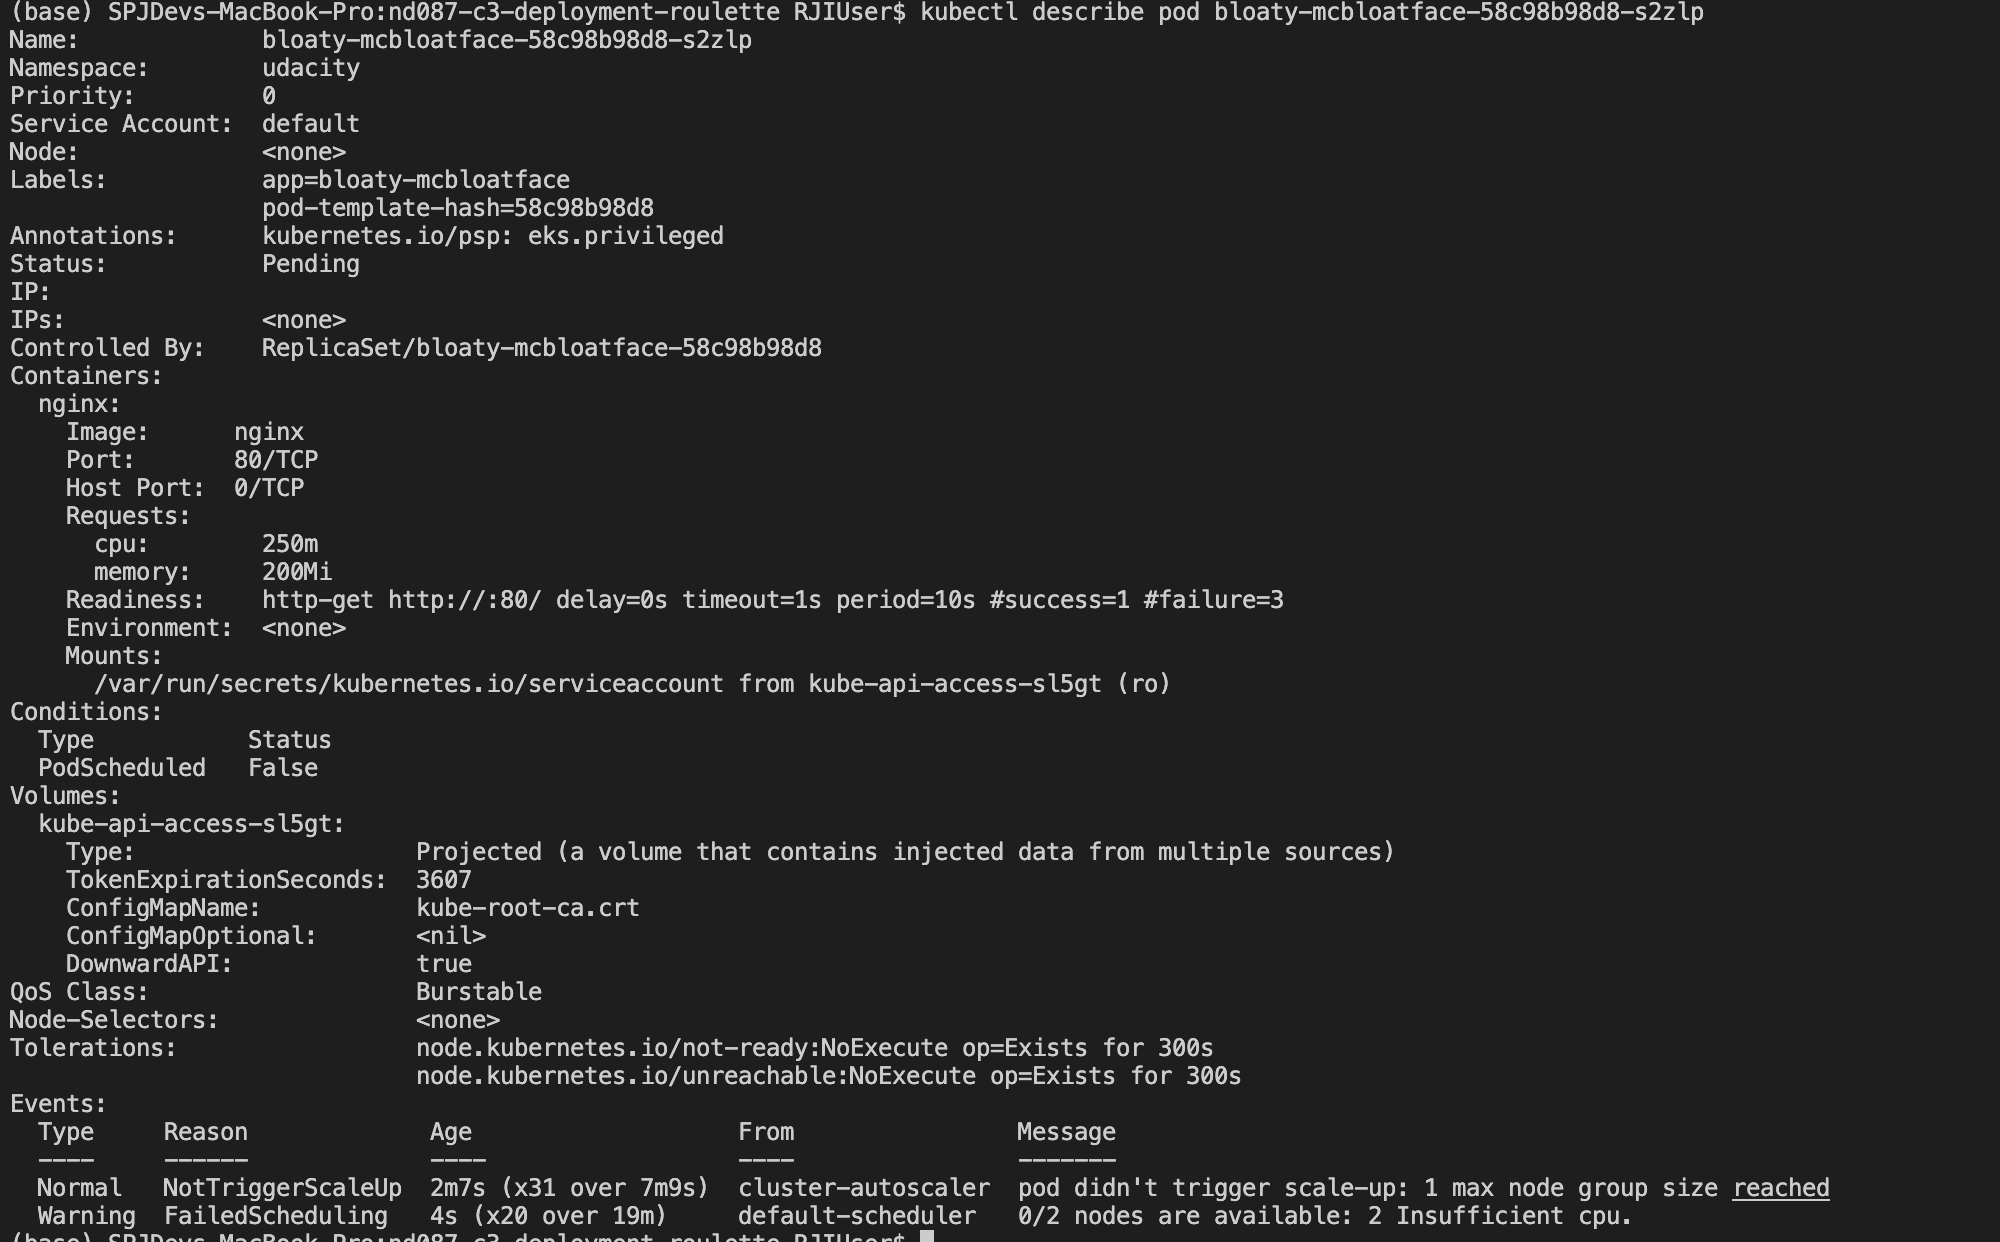 (base) SPJDevs-MacBook-Pro:nd087-c3-deployment-roulette RJIUser$ kubectl describe pod bloaty-mcbloatface-58c98b98d8-s2zlp
Name:             bloaty-mcbloatface-58c98b98d8-s2zlp
Namespace:        udacity
Priority:         0
Service Account:  default
Node:             <none>
Labels:           app=bloaty-mcbloatface
                  pod-template-hash=58c98b98d8
Annotations:      kubernetes.io/psp: eks.privileged
Status:           Pending
IP:
IPs:              <none>
Controlled By:    ReplicaSet/bloaty-mcbloatface-58c98b98d8
Containers:
  nginx:
    Image:      nginx
    Port:       80/TCP
    Host Port:  0/TCP
    Requests:
      cpu:        250m
      memory:     200Mi
    Readiness:    http-get http://:80/ delay=0s timeout=1s period=10s #success=1 #failure=3
    Environment:  <none>
    Mounts:
      /var/run/secrets/kubernetes.io/serviceaccount from kube-api-access-sl5gt (ro)
Conditions:
  Type           Status
  PodScheduled   False
Volumes:
  kube-api-access-sl5gt:
    Type:                    Projected (a volume that contains injected data from multiple sources)
    TokenExpirationSeconds:  3607
    ConfigMapName:           kube-root-ca.crt
    ConfigMapOptional:       <nil>
    DownwardAPI:             true
QoS Class:                   Burstable
Node-Selectors:              <none>
Tolerations:                 node.kubernetes.io/not-ready:NoExecute op=Exists for 300s
                             node.kubernetes.io/unreachable:NoExecute op=Exists for 300s
Events:
  Type     Reason             Age                   From                Message
  ----     ------             ----                  ----                -------
  Normal   NotTriggerScaleUp  2m7s (x31 over 7m9s)  cluster-autoscaler  pod didn't trigger scale-up: 1 max node group size reached
  Warning  FailedScheduling   4s (x20 over 19m)     default-scheduler   0/2 nodes are available: 2 Insufficient cpu.
(base) SPJDevs-MacBook-Pro:nd087-c3-deployment-roulette RJIUser$